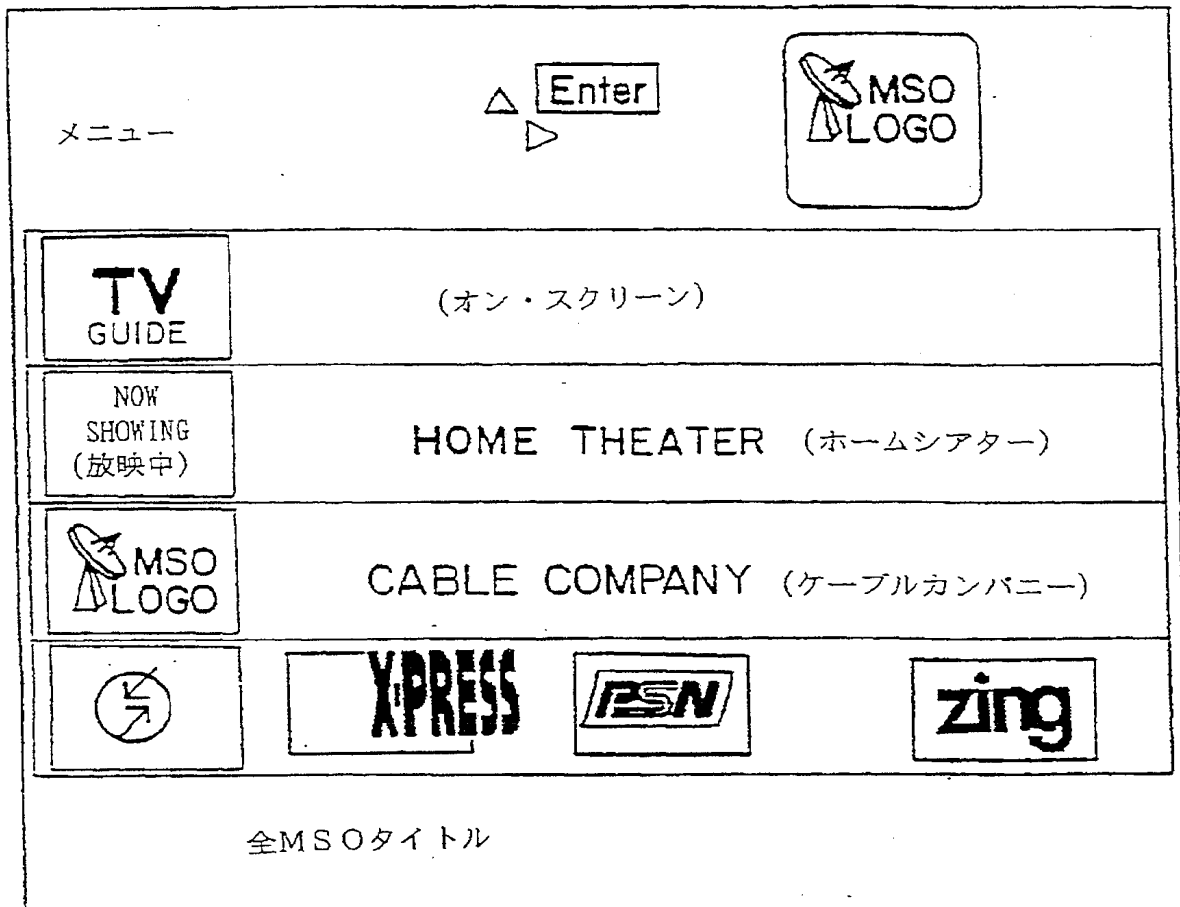 メニュー
△ Enter
▷
MSO
LOGO
TV
GUIDE
(オン・スクリーン)
NOW
SHOWING
(放映中)
HOME THEATER (ホームシアター)
MSO
LOGO
CABLE COMPANY (ケーブルカンパニー)
X·PRESS
PSN
zing
全MSOタイトル